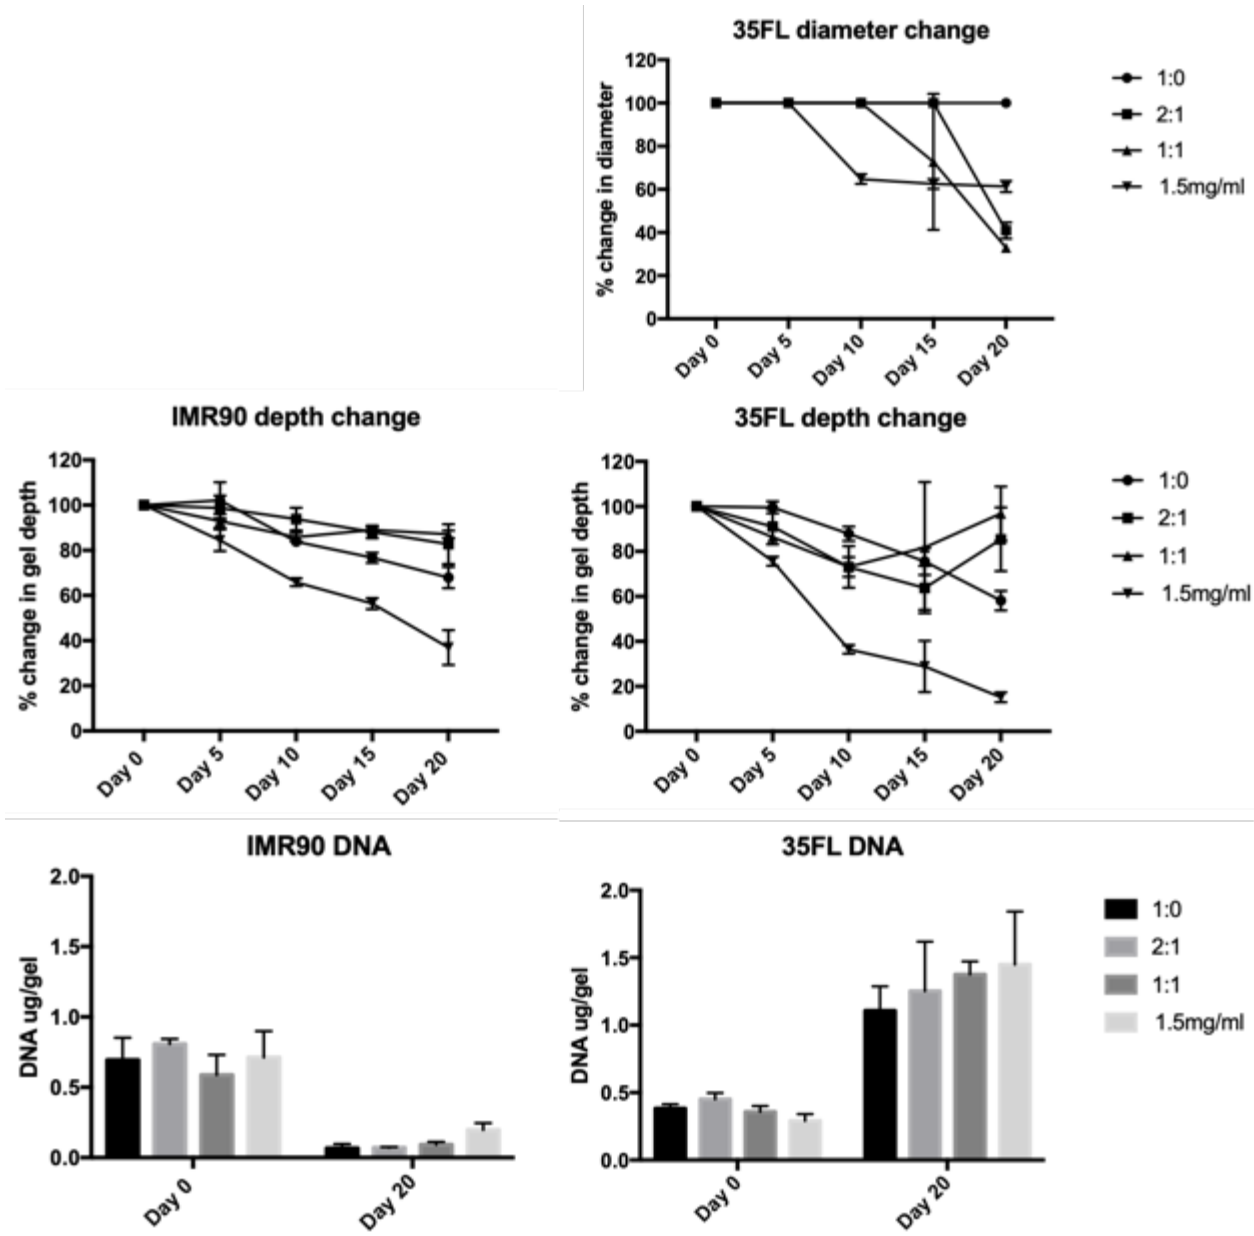 35FL diameter change
% change in diameter
120
100
80
60
40
20
0
Day 0
Day 5
Day 10
Day 15
Day 20
1:0
2:1
1:1
1.5mg/ml
IMR90 depth change
% change in gel depth
120
100
80
60
40
20
0
Day 0
Day 5
Day 10
Day 15
Day 20
35FL depth change
% change in gel depth
120
100
80
60
40
20
0
Day 0
Day 5
Day 10
Day 15
Day 20
1:0
2:1
1:1
1.5mg/ml
IMR90 DNA
DNA ug/gel
2.0
1.5
1.0
0.5
0.0
Day 0
Day 20
35FL DNA
DNA ug/gel
2.0
1.5
1.0
0.5
0.0
Day 0
Day 20
1:0
2:1
1:1
1.5mg/ml